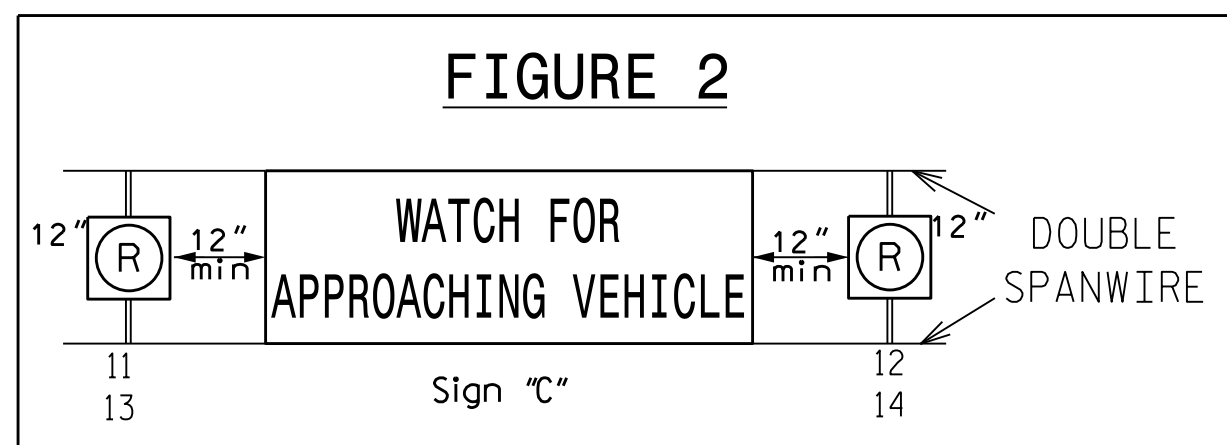 FIGURE 2
WATCH FOR
APPROACHING VEHICLE
12" R 12" min
12" min R 12"
DOUBLE
SPANWIRE
11
13
Sign "C"
12
14